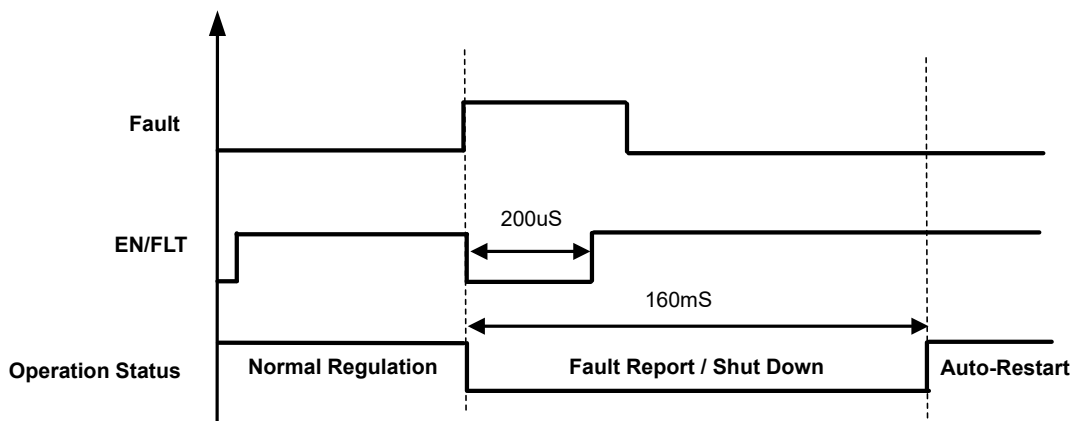 Fault
EN/FLT
200uS
160mS
Operation Status
Normal Regulation
Fault Report / Shut Down
Auto-Restart